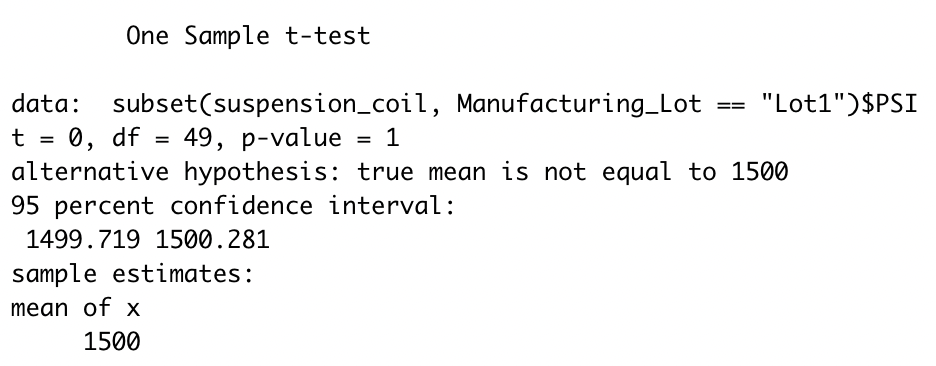 One Sample t-test
data:  subset(suspension_coil, Manufacturing_Lot == "Lot1")$PSI
t = 0, df = 49, p-value = 1
alternative hypothesis: true mean is not equal to 1500
95 percent confidence interval:
 1499.719 1500.281
sample estimates:
mean of x
     1500